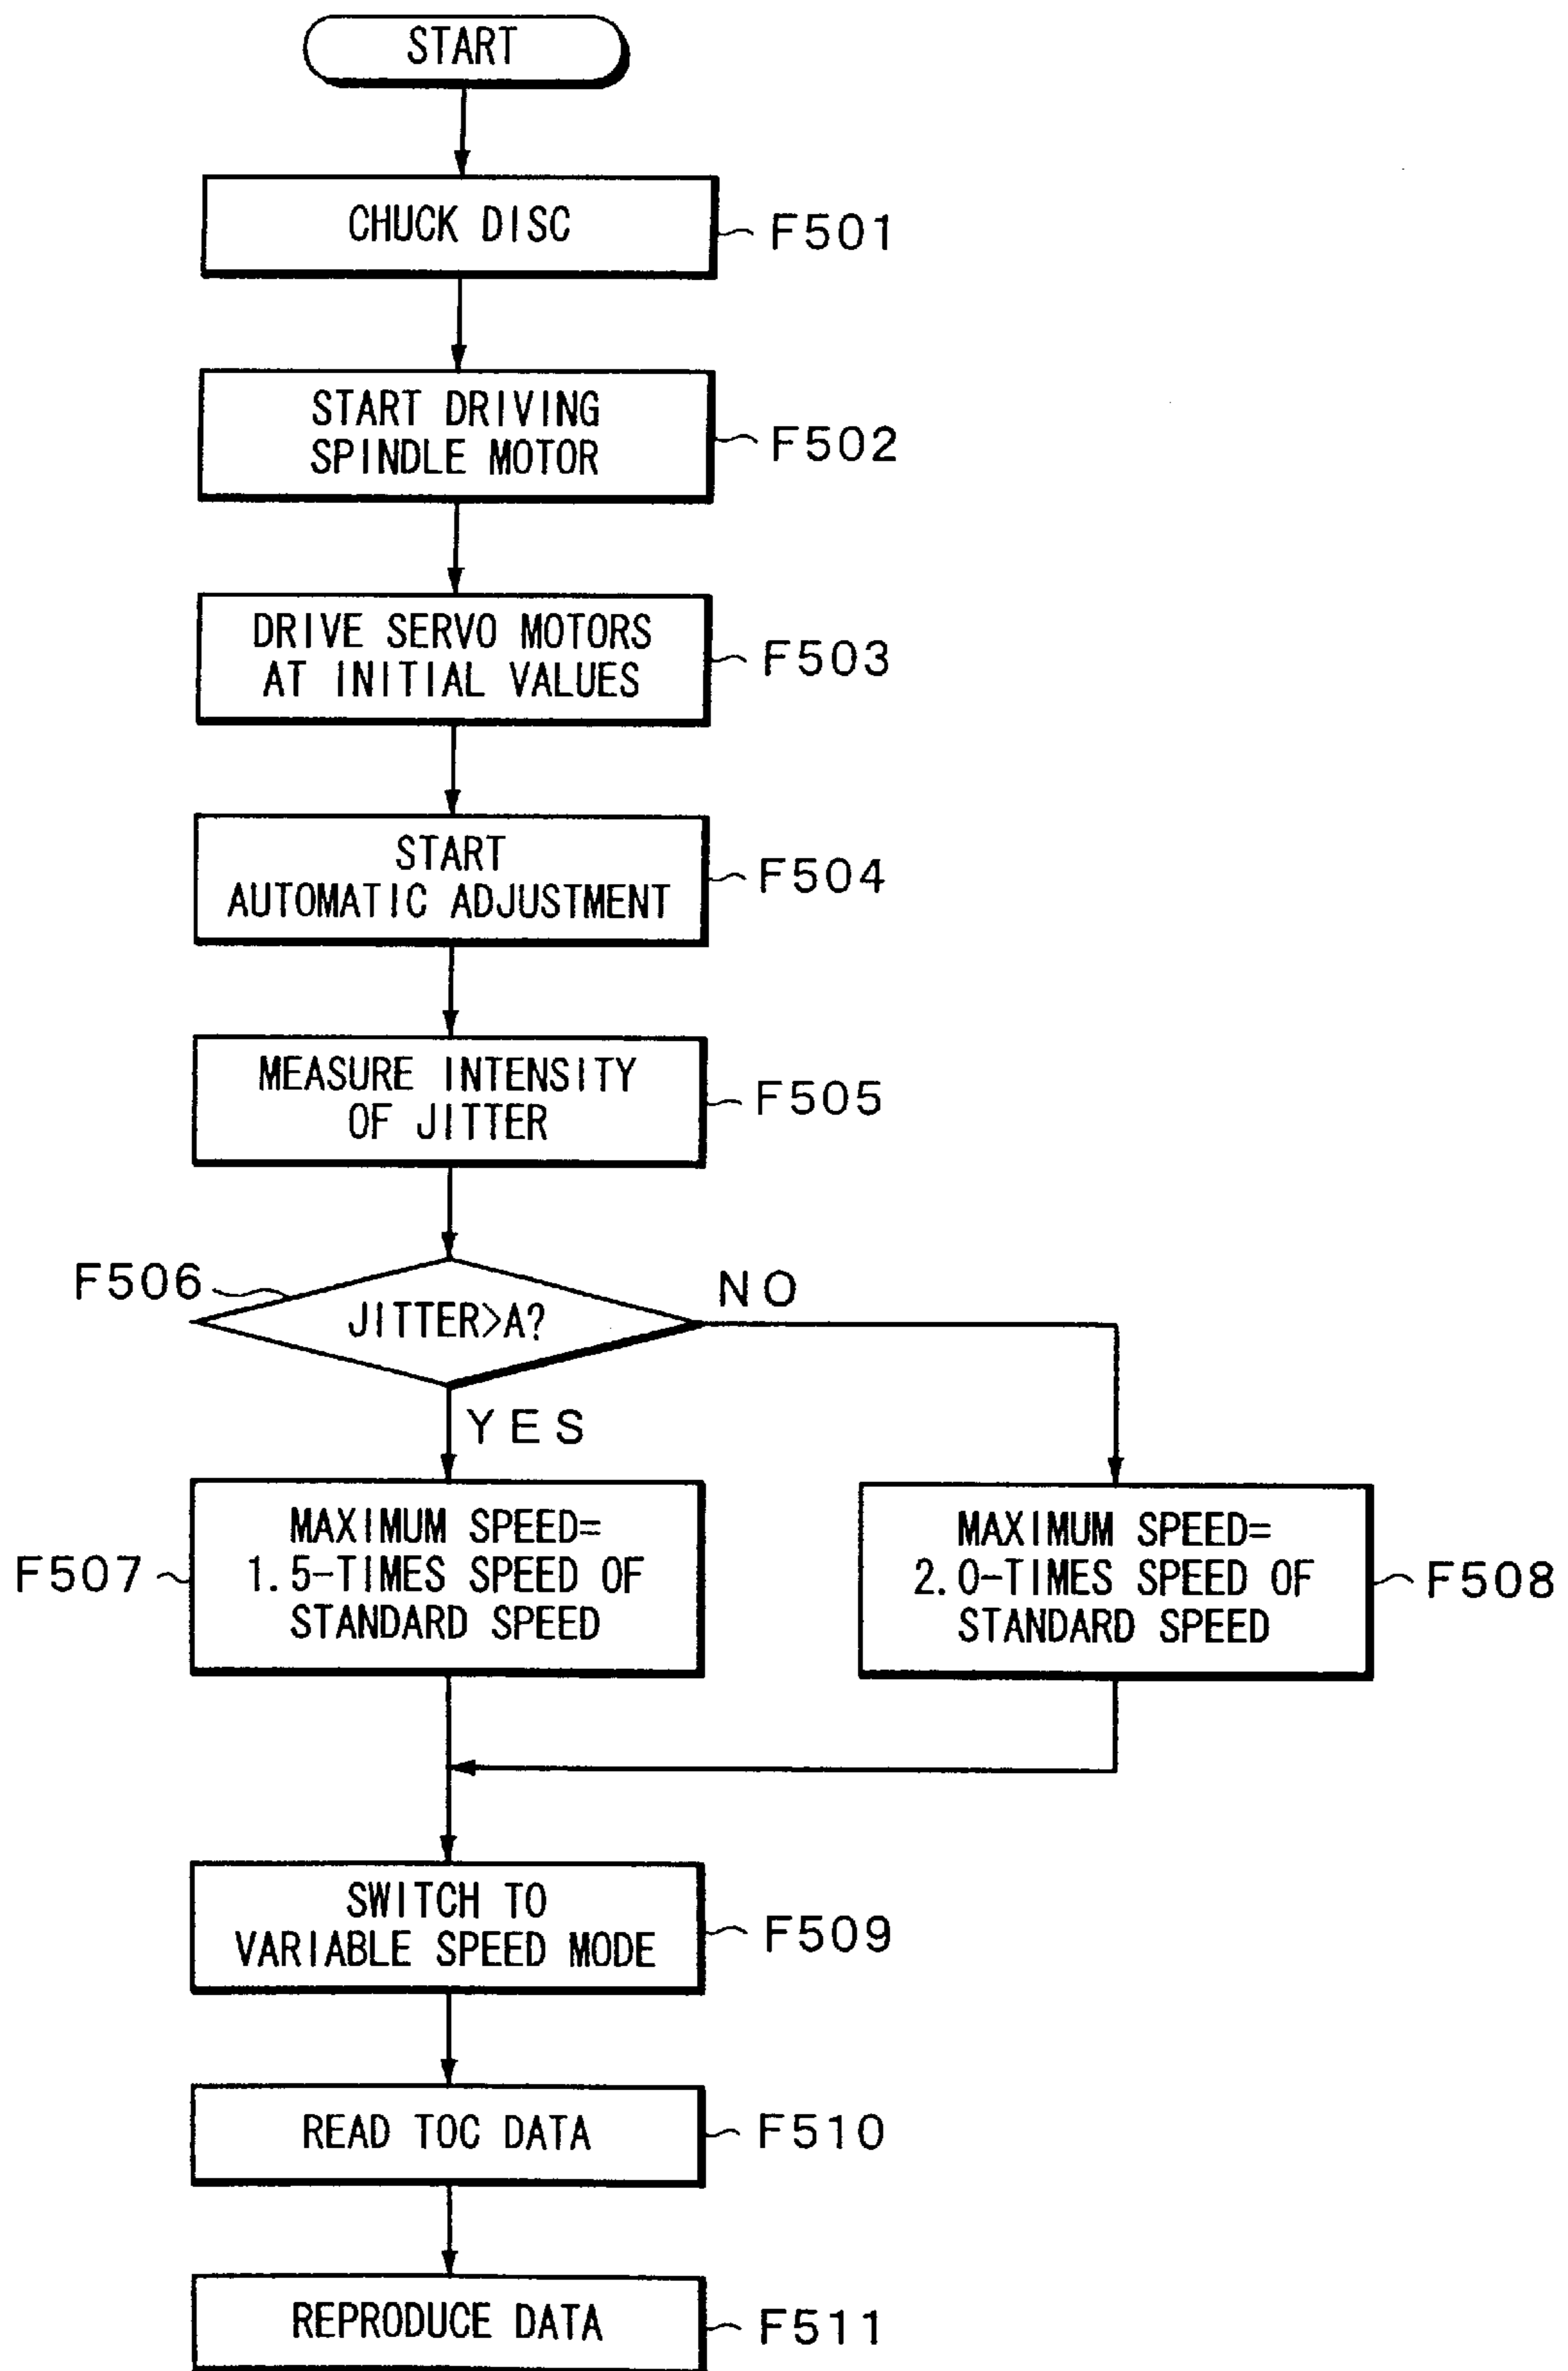 START
CHUCK DISC
F501
START DRIVING
SPINDLE MOTOR
F502
DRIVE SERVO MOTORS
AT INITIAL VALUES
F503
START
AUTOMATIC ADJUSTMENT
F504
MEASURE INTENSITY
OF JITTER
F505
F506
JITTER>A?
NO
YES
F507
MAXIMUM SPEED=
1.5-TIMES SPEED OF
STANDARD SPEED
MAXIMUM SPEED=
2.0-TIMES SPEED OF
STANDARD SPEED
F508
SWITCH TO
VARIABLE SPEED MODE
F509
READ TOC DATA
F510
REPRODUCE DATA
F511